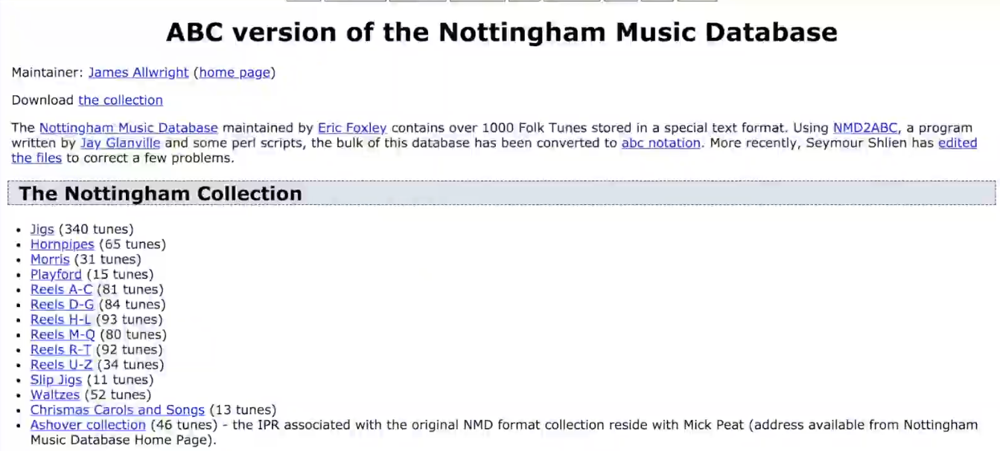 ABC version of the Nottingham Music Database
Maintainer: James Allwright (home page)
Download the collection
The Nottingham Music Database maintained by Eric Foxley contains over 1000 Folk Tunes stored in a special text format. Using NMD2ABC, a program
written by Jay Glanville and some perl scripts, the bulk of this database has been converted to abc notation. More recently, Seymour Shlien has edited
the files to correct a few problems.
The Nottingham Collection
• Jigs (340 tunes)
• Hornpipes (65 tunes)
• Morris (31 tunes)
• Playford (15 tunes)
• Reels A-C (81 tunes)
• Reels D-G (84 tunes)
• Reels H-L (93 tunes)
• Reels M-Q (80 tunes)
• Reels R-T (92 tunes)
• Reels U-Z (34 tunes)
• Slip Jigs (11 tunes)
• Waltzes (52 tunes)
• Chrismas Carols and Songs (13 tunes)
• Ashover collection (46 tunes) - the IPR associated with the original NMD format collection reside with Mick Peat (address available from Nottingham
Music Database Home Page).